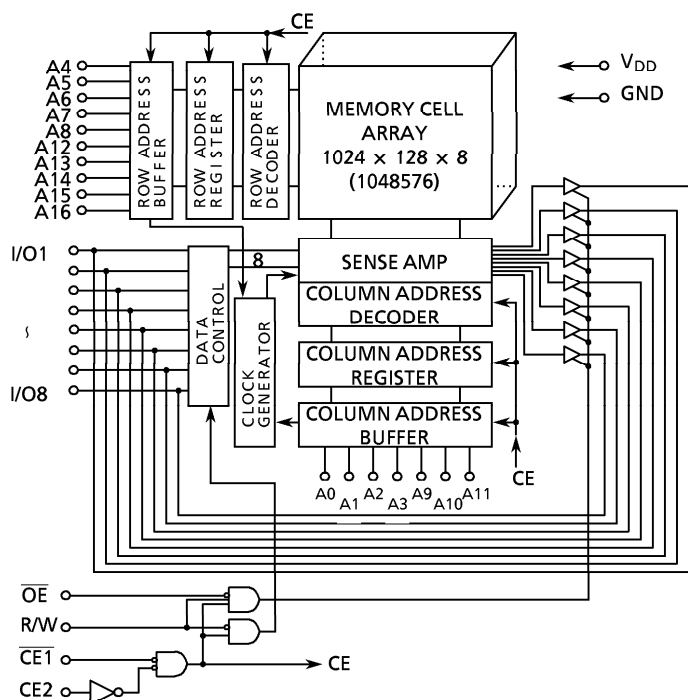 CE
A4
A5
A6
A7
A8
A12
A13
A14
A15
A16
ROW ADDRESS
BUFFER
ROW ADDRESS
REGISTER
ROW ADDRESS
DECODER
MEMORY CELL
ARRAY
1024 × 128 × 8
(1048576)
VDD
GND
I/O1
~
I/O8
DATA
CONTROL
8
CLOCK
GENERATOR
SENSE AMP
COLUMN ADDRESS
DECODER
COLUMN ADDRESS
REGISTER
COLUMN ADDRESS
BUFFER
CE
A0 A1 A2 A3 A9 A10 A11
OE
R/W
CE1
CE2
CE